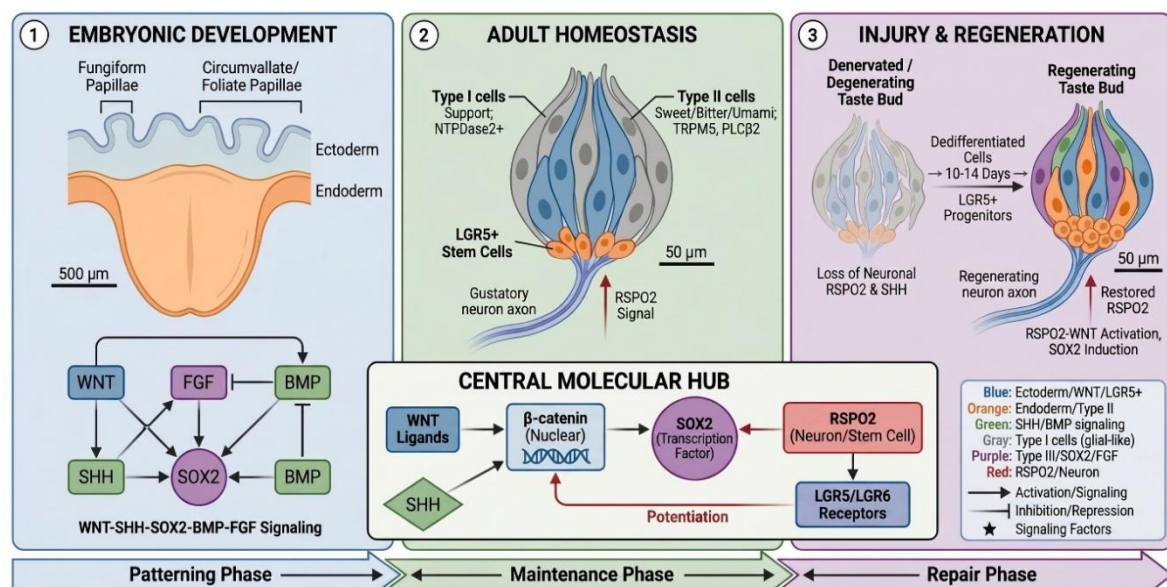 1 EMBRYONIC DEVELOPMENT
Fungiform
Papillae
Circumvallate/
Foliate Papillae
Ectoderm
Endoderm
500 µm
WNT
FGF
BMP
SHH
SOX2
BMP
WNT-SHH-SOX2-BMP-FGF Signaling
2 ADULT HOMEOSTASIS
Type I cells
Support;
NTPDase2+
Type II cells
Sweet/Bitter/Umami;
TRPM5, PLCβ2
LGR5+
Stem Cells
50 µm
Gustatory
neuron axon
RSPO2
Signal
3 INJURY & REGENERATION
Denervated /
Degenerating
Taste Bud
Regenerating
Taste Bud
Dedifferentiated
Cells
→ 10-14 Days →
LGR5+
Progenitors
Loss of Neuronal
RSPO2 & SHH
50 µm
Regenerating
neuron axon
Restored
RSPO2
RSPO2-WNT Activation,
SOX2 Induction
CENTRAL MOLECULAR HUB
WNT
Ligands
β-catenin
(Nuclear)
SOX2
(Transcription
Factor)
RSPO2
(Neuron/Stem Cell)
SHH
Potentiation
LGR5/LGR6
Receptors
Blue: Ectoderm/WNT/LGR5+
Orange: Endoderm/Type II
Green: SHH/BMP signaling
Gray: Type I cells (glial-like)
Purple: Type III/SOX2/FGF
Red: RSPO2/Neuron
Activation/Signaling
Inhibition/Repression
★ Signaling Factors
Patterning Phase
Maintenance Phase
Repair Phase